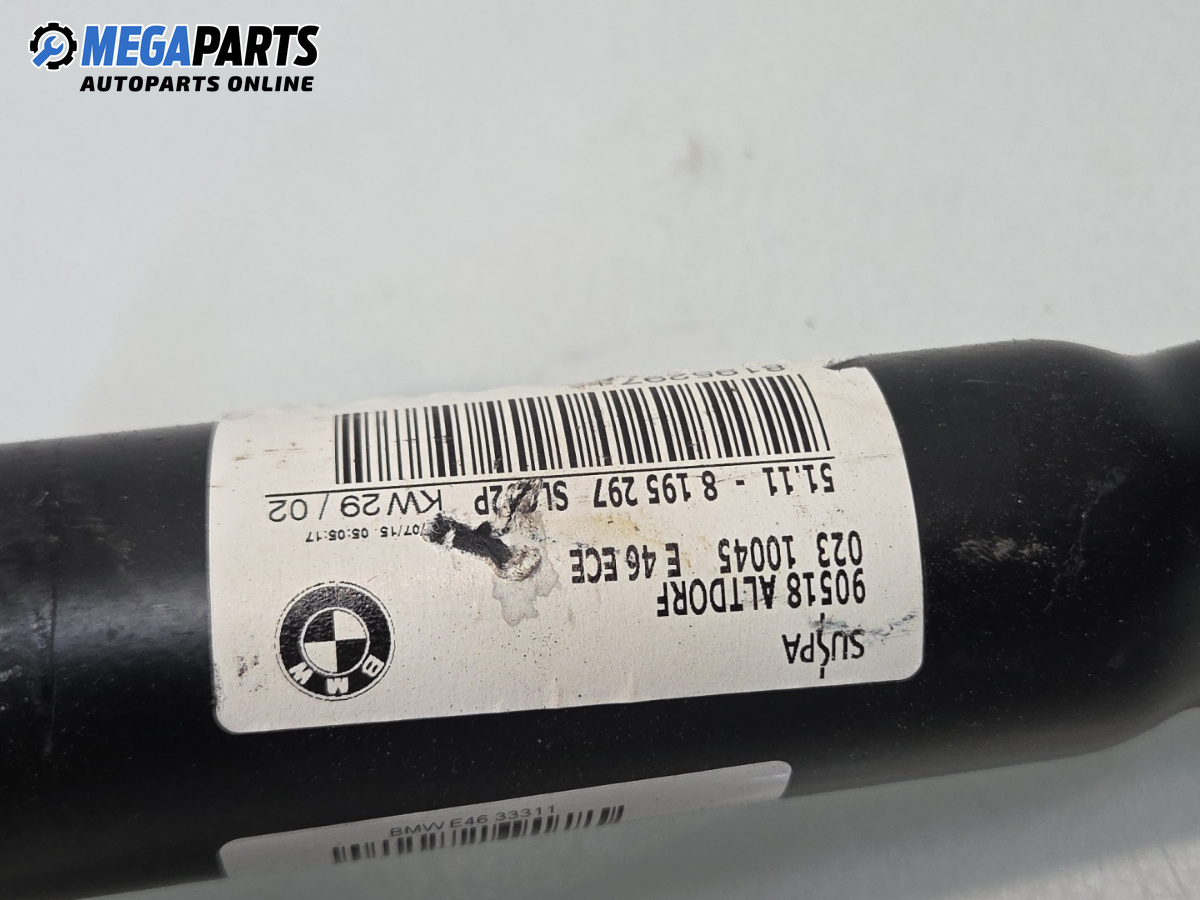 MEGAPARTS
AUTOPARTS ONLINE
SUSPA
90518 ALTDORF
023 10045 E 46 ECE
07/15 05:05:17
51.11 - 8 195 297 KW 29 / 02
BMW
BMW E46 33311